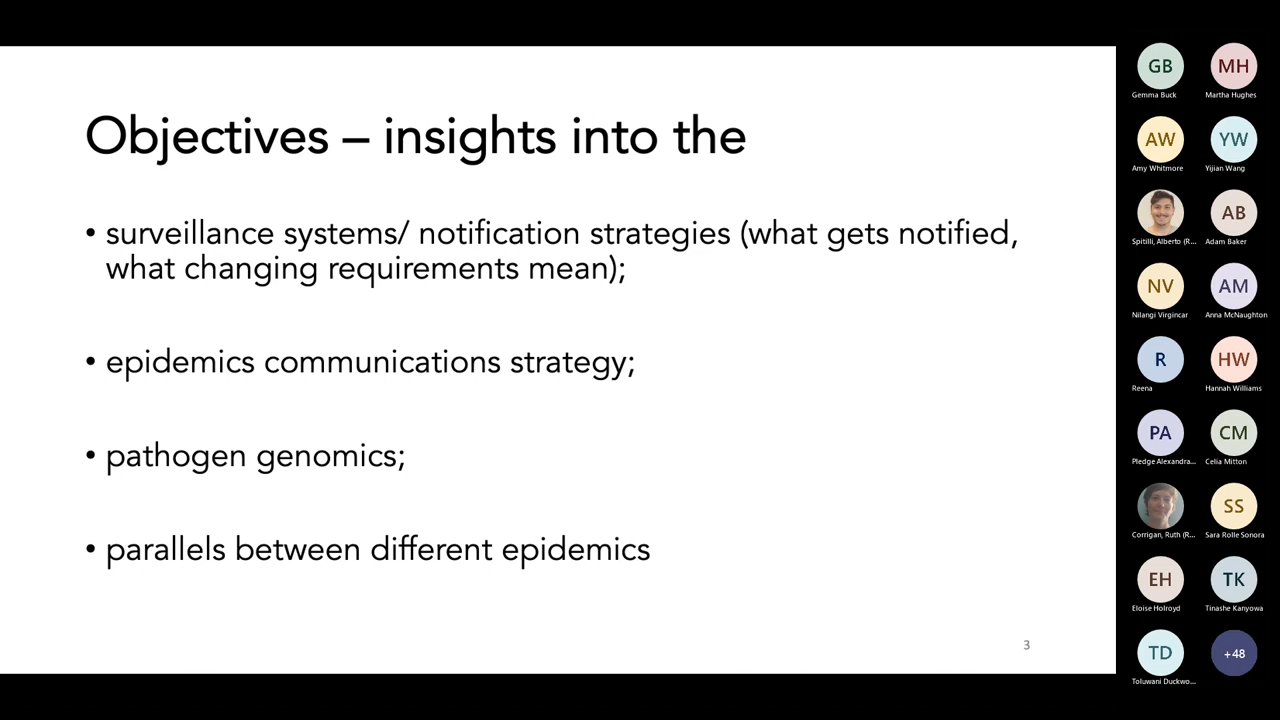 Objectives – insights into the
• surveillance systems/ notification strategies (what gets notified,
what changing requirements mean);
• epidemics communications strategy;
• pathogen genomics;
• parallels between different epidemics
3
GB MH
Gemma Buck Martha Hughes
AW YW
Amy Whitmore Yijian Wang
AB
Spitilli, Alberto (R... Adam Baker
NV AM
Nilangi Virgincar Anna McNaughton
R HW
Reena Hannah Williams
PA CM
Pledge Alexandra... Celia Mitton
SS
Corrigan, Ruth (R... Sara Rolle Sonora
EH TK
Eloise Holroyd Tinashe Kanyowa
TD +48
Toluwani Duckwo...